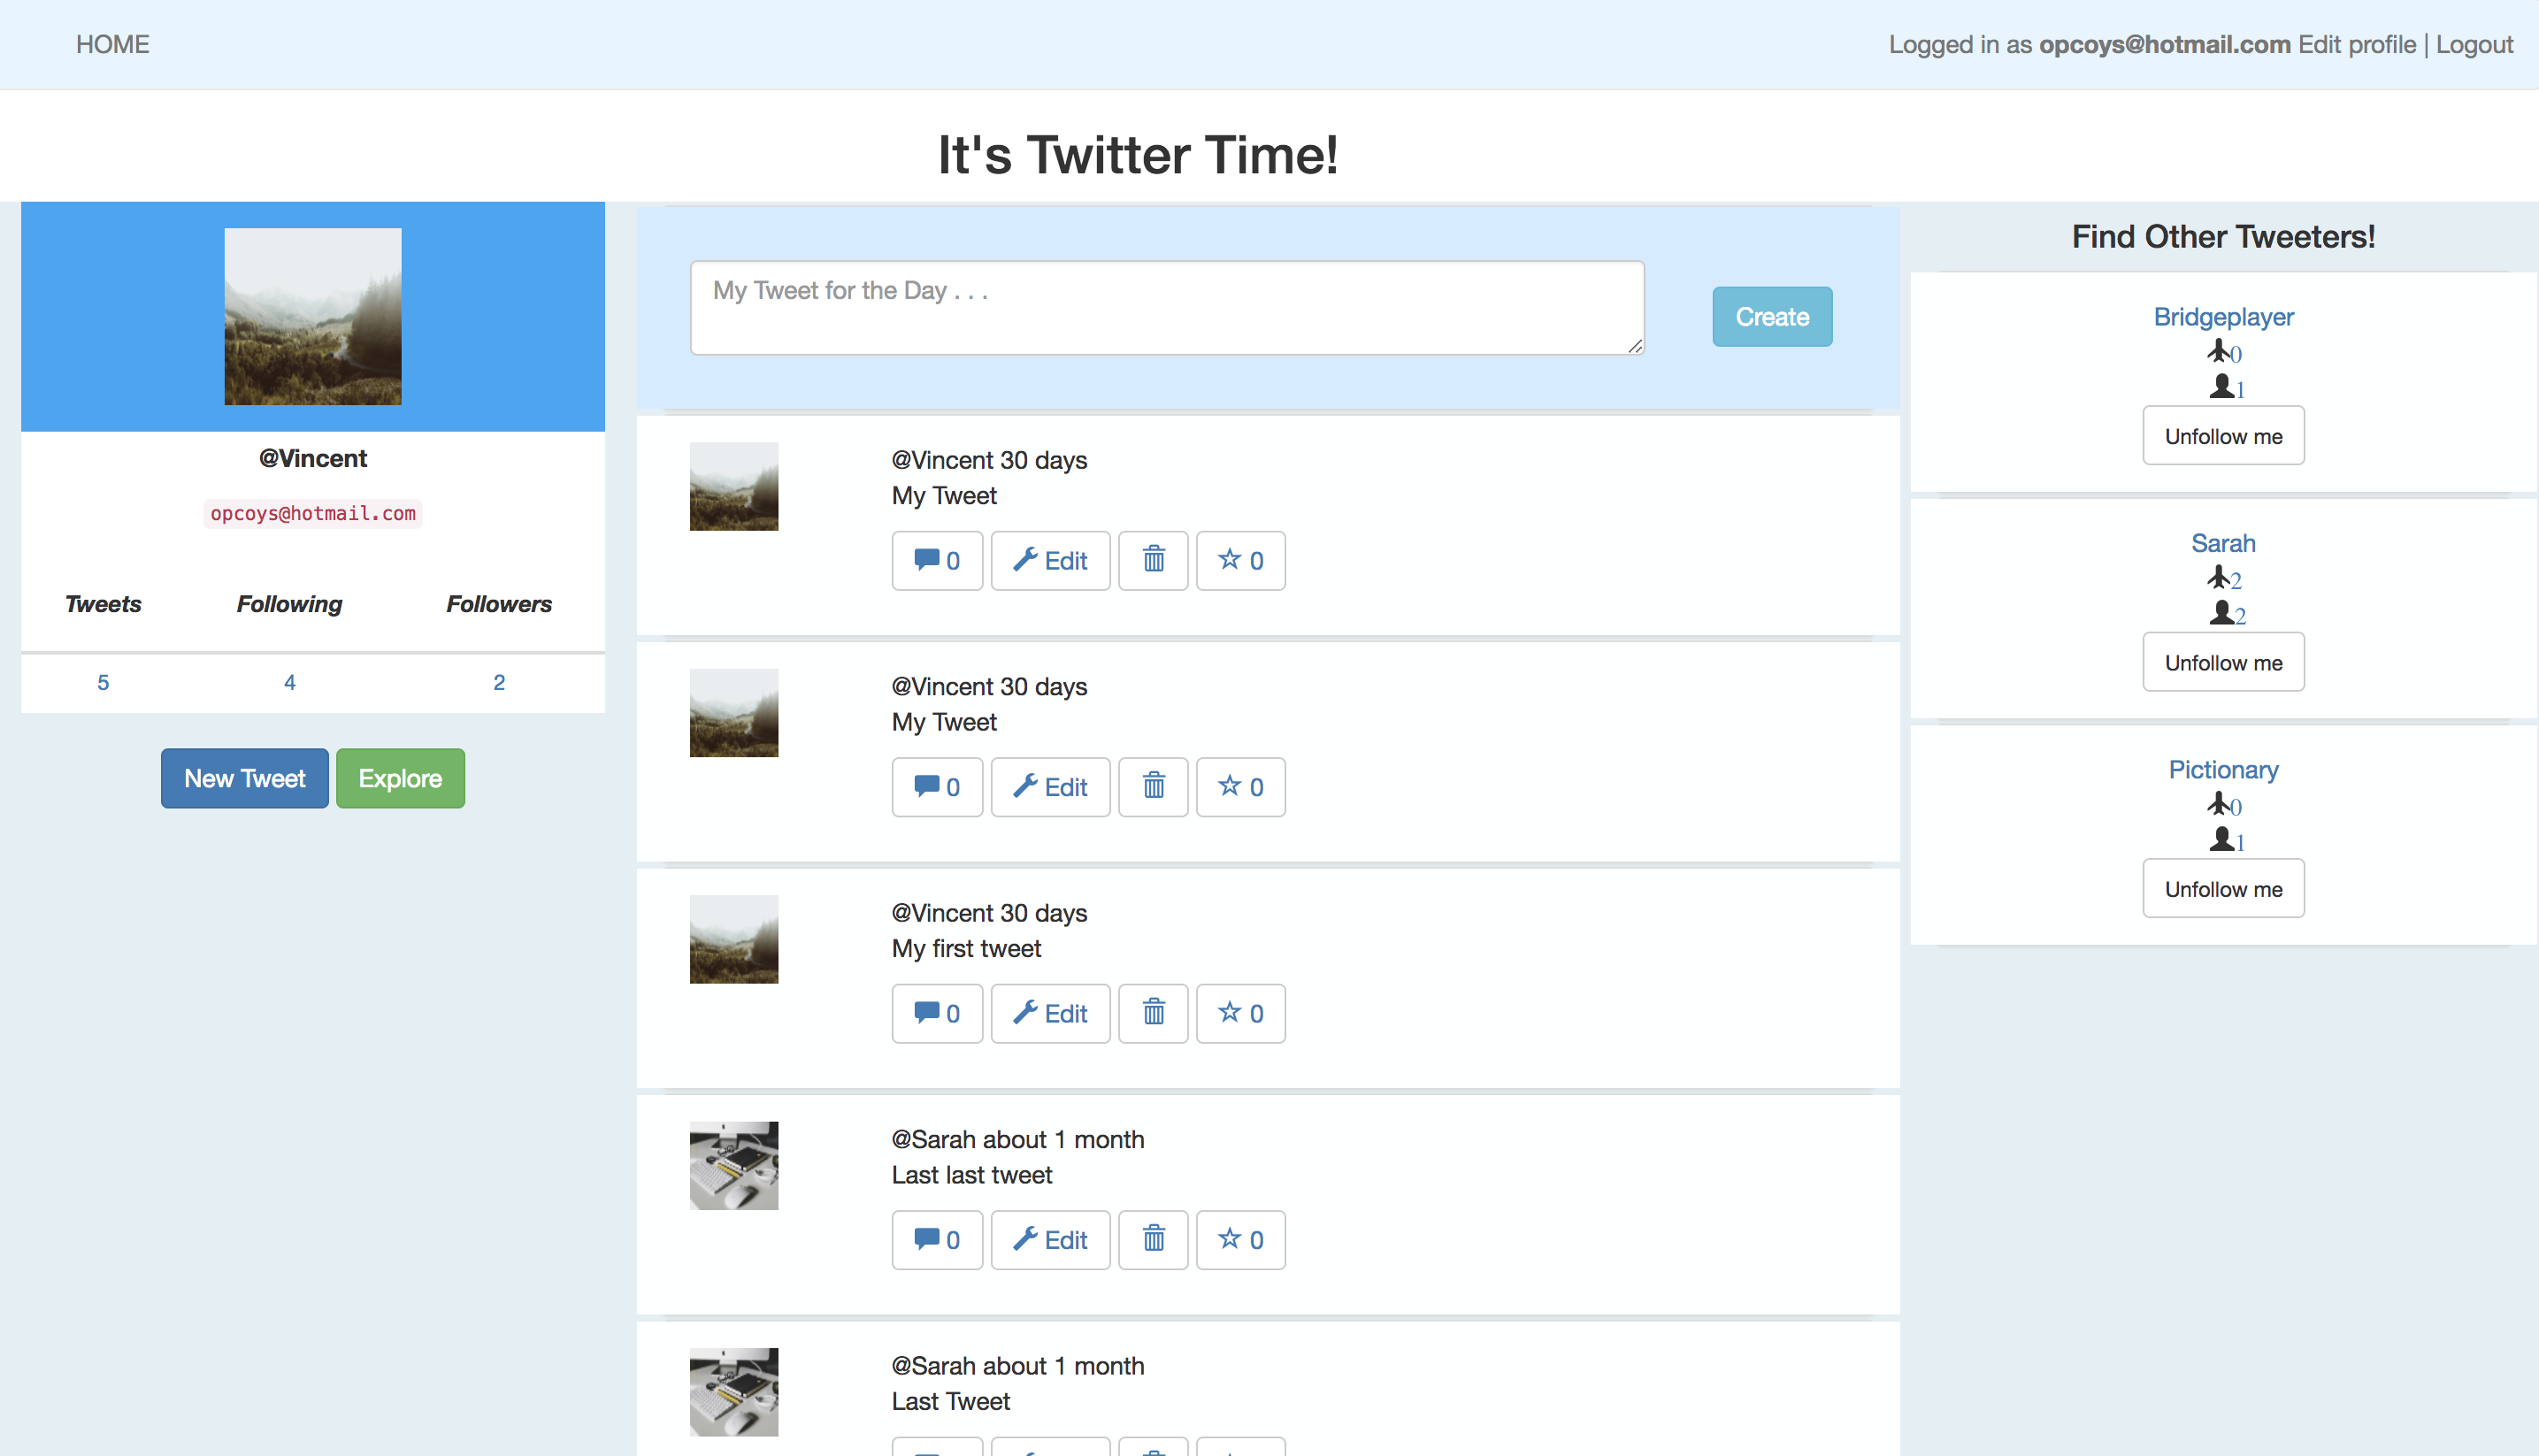 HOME
Logged in as opcoys@hotmail.com Edit profile | Logout
It's Twitter Time!
@Vincent
opcoys@hotmail.com
Tweets Following Followers
5 4 2
New Tweet Explore
My Tweet for the Day . . .
Create
@Vincent 30 days
My Tweet
0 Edit 0
@Vincent 30 days
My Tweet
0 Edit 0
@Vincent 30 days
My first tweet
0 Edit 0
@Sarah about 1 month
Last last tweet
0 Edit 0
@Sarah about 1 month
Last Tweet
Find Other Tweeters!
Bridgeplayer
0
1
Unfollow me
Sarah
2
2
Unfollow me
Pictionary
0
1
Unfollow me